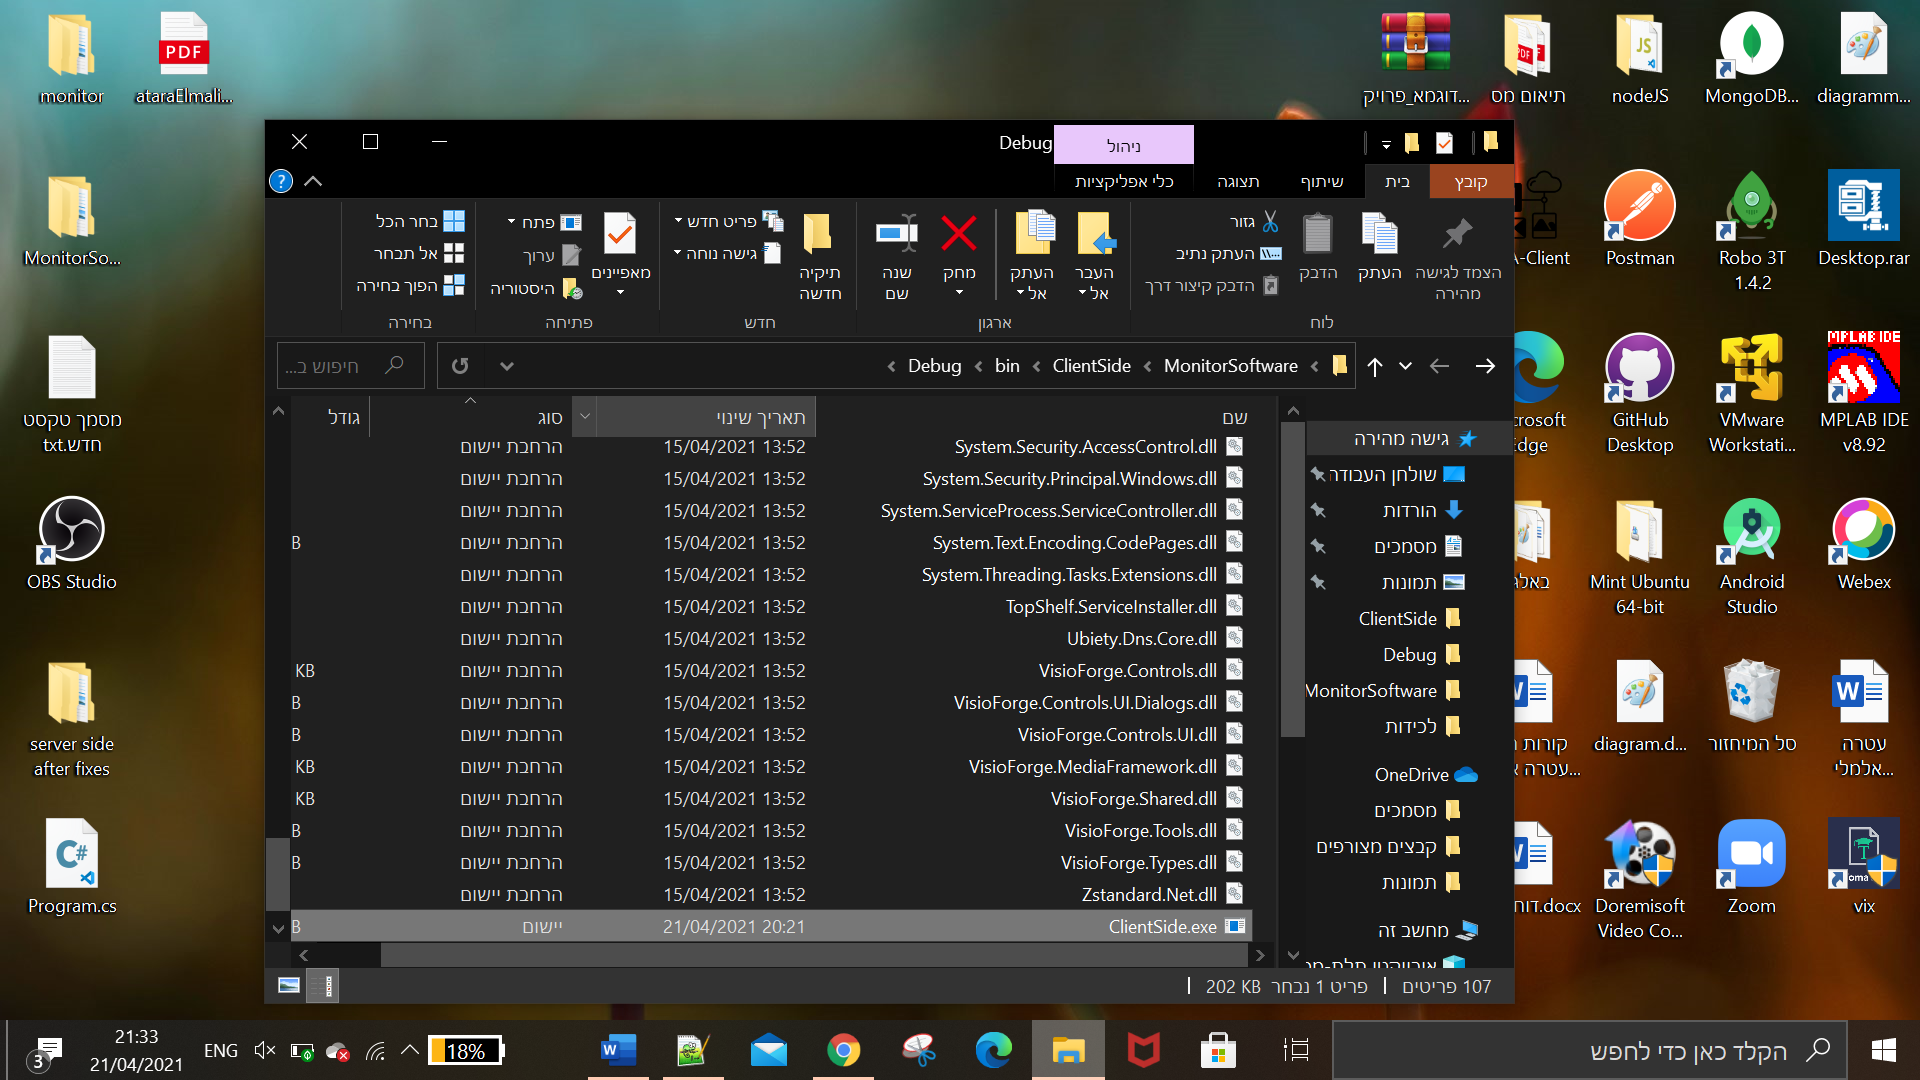 monitor
ataraElmali...
MonitorSo...
מסמך טקסט
חדש.txt
OBS Studio
server side
after fixes
Program.cs
דוגמא_פרויק...
תיאום מס
nodeJS
MongoDB...
diagramm...
A-Client
Postman
Robo 3T
1.4.2
Desktop.rar
crosoft
Edge
GitHub
Desktop
VMware
Workstati...
MPLAB IDE
MPLAB IDE
v8.92
באלג
Mint Ubuntu
64-bit
Android
Studio
Webex
קורות
עטרה א...
diagram.d...
סל המיחזור
עטרה
אלמלי...
דוח.docx
Doremisoft
Video Co...
Zoom
vix
Debug
ניהול
קובץ
בית
שיתוף
תצוגה
כלי אפליקציות
הצמד לגישה
מהירה
העתק
הדבק
גזור
העתק נתיב
הדבק קיצור דרך
לוח
העבר
אל
העתק
אל
מחק
שנה
שם
ארגון
תיקיה
חדשה
פריט חדש
גישה נוחה
חדש
מאפיינים
פתח
ערוך
היסטוריה
פתיחה
בחר הכל
אל תבחר
הפוך בחירה
בחירה
MonitorSoftware
ClientSide
bin
Debug
חיפוש ב...
שם
תאריך שינוי
סוג
גודל
System.Security.AccessControl.dll 15/04/2021 13:52 הרחבת יישום
System.Security.Principal.Windows.dll 15/04/2021 13:52 הרחבת יישום
System.ServiceProcess.ServiceController.dll 15/04/2021 13:52 הרחבת יישום
System.Text.Encoding.CodePages.dll 15/04/2021 13:52 הרחבת יישום B
System.Threading.Tasks.Extensions.dll 15/04/2021 13:52 הרחבת יישום
TopShelf.ServiceInstaller.dll 15/04/2021 13:52 הרחבת יישום
Ubiety.Dns.Core.dll 15/04/2021 13:52 הרחבת יישום
VisioForge.Controls.dll 15/04/2021 13:52 הרחבת יישום KB
VisioForge.Controls.UI.Dialogs.dll 15/04/2021 13:52 הרחבת יישום B
VisioForge.Controls.UI.dll 15/04/2021 13:52 הרחבת יישום B
VisioForge.MediaFramework.dll 15/04/2021 13:52 הרחבת יישום KB
VisioForge.Shared.dll 15/04/2021 13:52 הרחבת יישום KB
VisioForge.Tools.dll 15/04/2021 13:52 הרחבת יישום B
VisioForge.Types.dll 15/04/2021 13:52 הרחבת יישום B
Zstandard.Net.dll 15/04/2021 13:52 הרחבת יישום
ClientSide.exe 21/04/2021 20:21 יישום B
גישה מהירה
שולחן העבודה
הורדות
מסמכים
תמונות
ClientSide
Debug
MonitorSoftware
לכידות
OneDrive
מסמכים
קבצים מצורפים
תמונות
מחשב זה
אובייקטי תלת-ממ
107 פריטים
פריט 1 נבחר 202 KB
הקלד כאן כדי לחפש
18%
ENG
21:33
21/04/2021
3